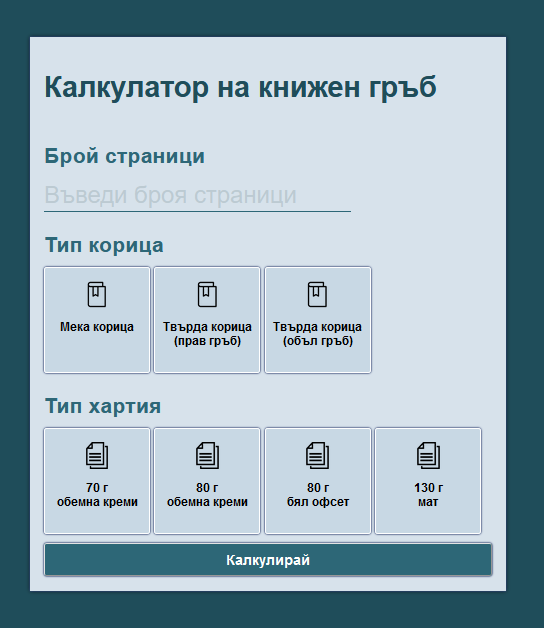 Калкулатор на книжен гръб
Брой страници
Въведи броя страници
Тип корица
Мека корица
Твърда корица
(прав гръб)
Твърда корица
(объл гръб)
Тип хартия
70 г
обемна креми
80 г
обемна креми
80 г
бял офсет
130 г
мат
Калкулирай